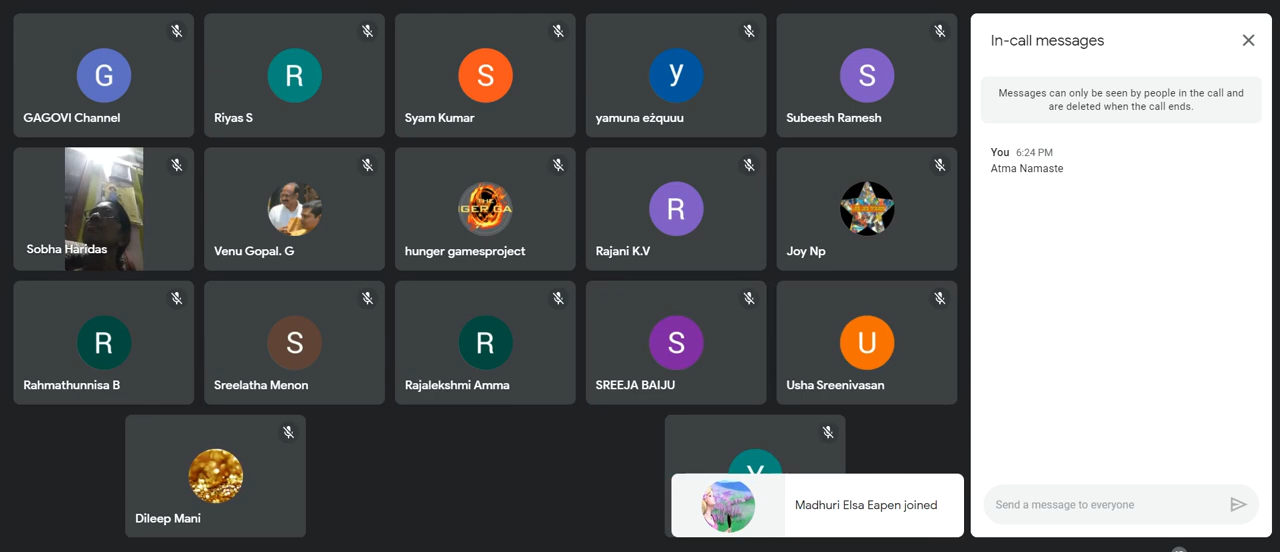 G
R
S
y
S
GAGOVI Channel
Riyas S
Syam Kumar
yamuna eżquuu
Subeesh Ramesh
THE
GER GA
R
Sobha Haridas
Venu Gopal. G
hunger gamesproject
Rajani K.V
Joy Np
R
S
R
S
U
Rahmathunnisa B
Sreelatha Menon
Rajalekshmi Amma
SREEJA BAIJU
Usha Sreenivasan
Dileep Mani
Madhuri Elsa Eapen joined
In-call messages
Messages can only be seen by people in the call and
are deleted when the call ends.
You 6:24 PM
Atma Namaste
Send a message to everyone